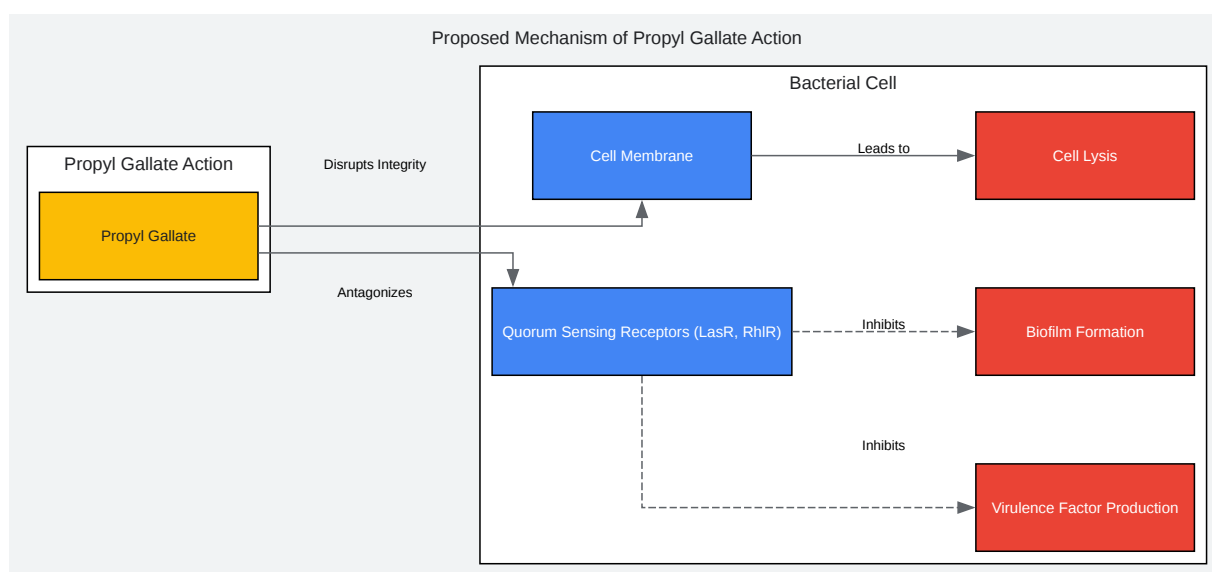 Proposed Mechanism of Propyl Gallate Action
Bacterial Cell
Propyl Gallate Action
Propyl Gallate
Disrupts Integrity
Antagonizes
Cell Membrane
Leads to
Cell Lysis
Quorum Sensing Receptors (LasR, RhlR)
Inhibits
Biofilm Formation
Inhibits
Virulence Factor Production